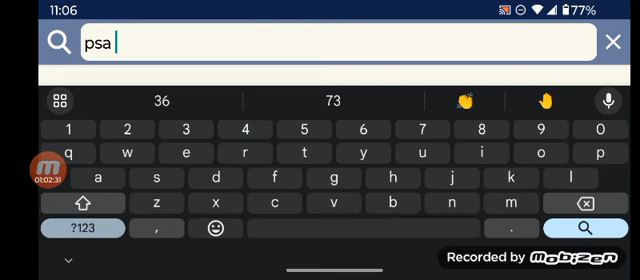 11:06 77%
psa
36 73
1 2 3 4 5 6 7 8 9 0
q w e r t y u i o p
a s d f g h j k l
01:02:31
z x c v b n m
?123 , .
Recorded by mobizen